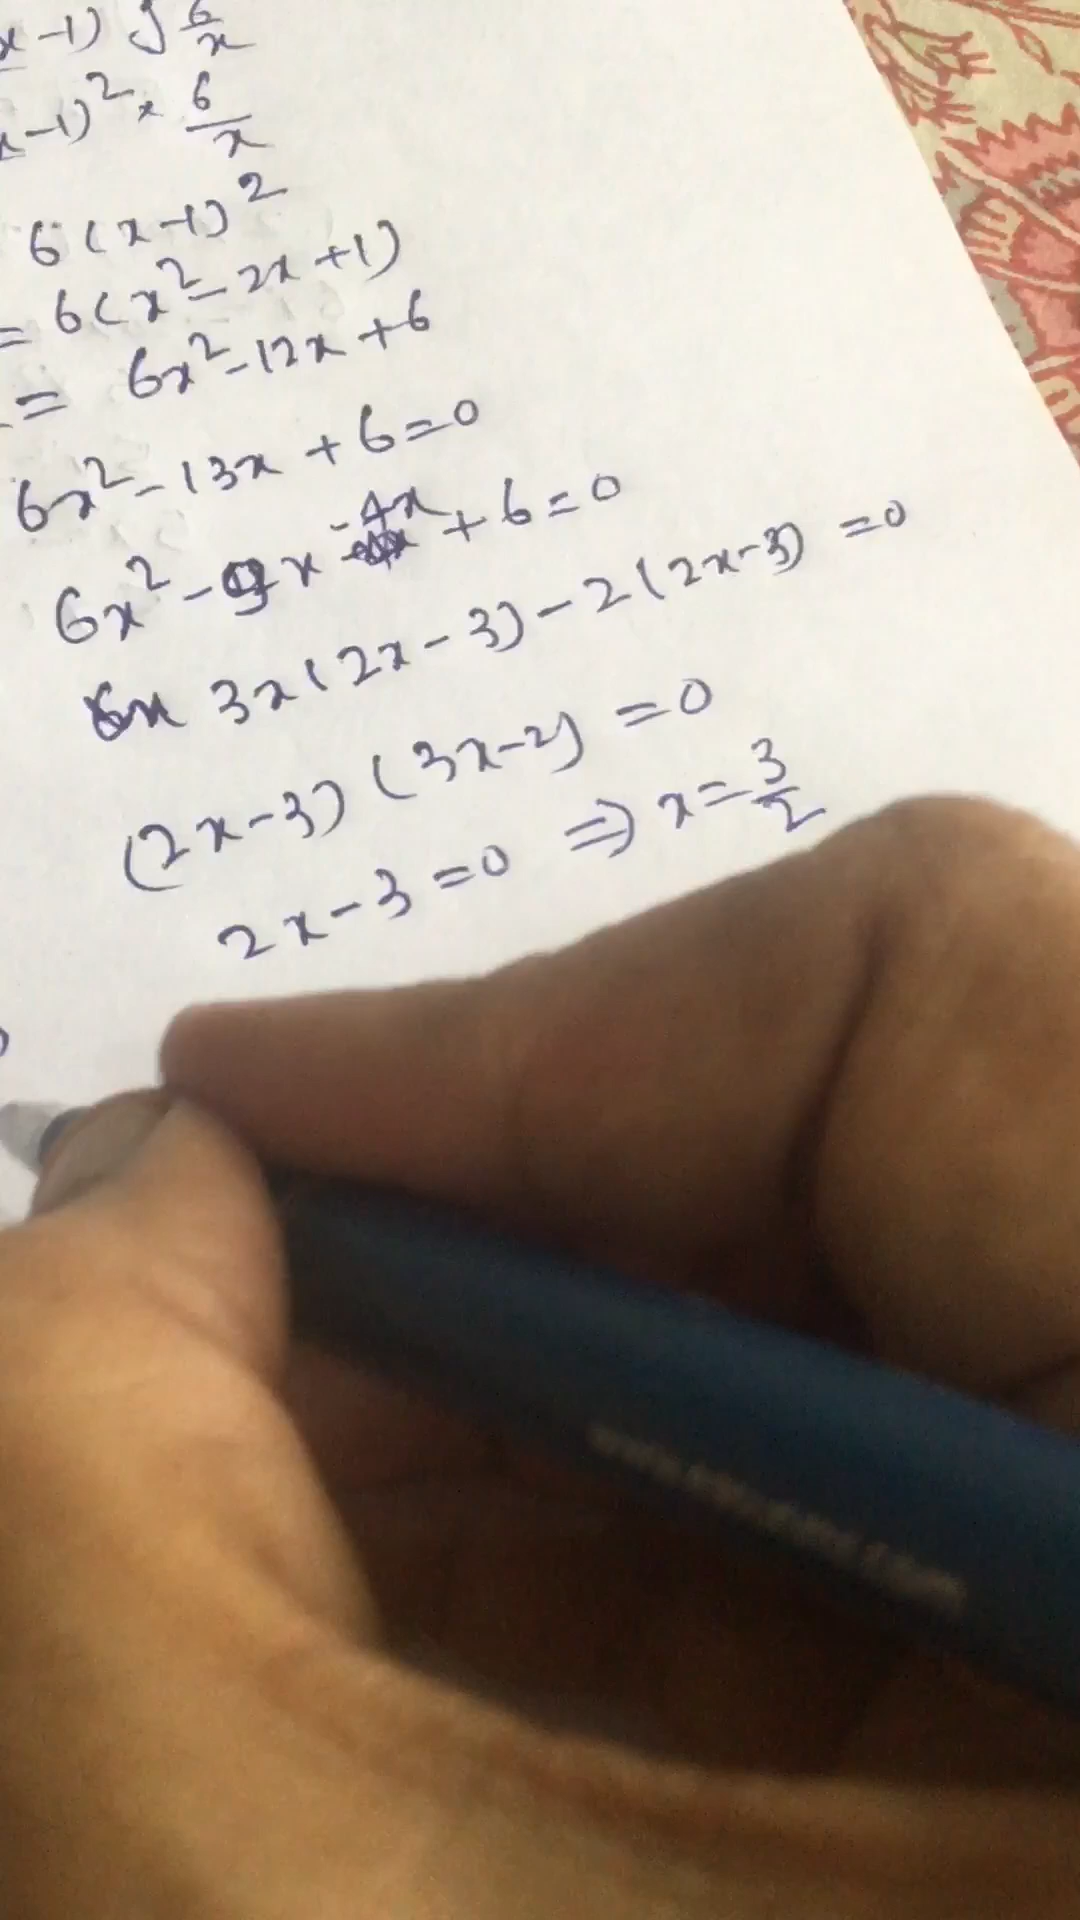 x-1) ∫ 6/x
x-1)² × 6/x
6(x-1)²
= 6(x²-2x+1)
= 6x²-12x+6
6x²-13x+6=0
6x²-9x-4x+6=0
3x(2x-3)-2(2x-3)=0
(2x-3)(3x-2)=0
2x-3=0 ⇒ x=3/2